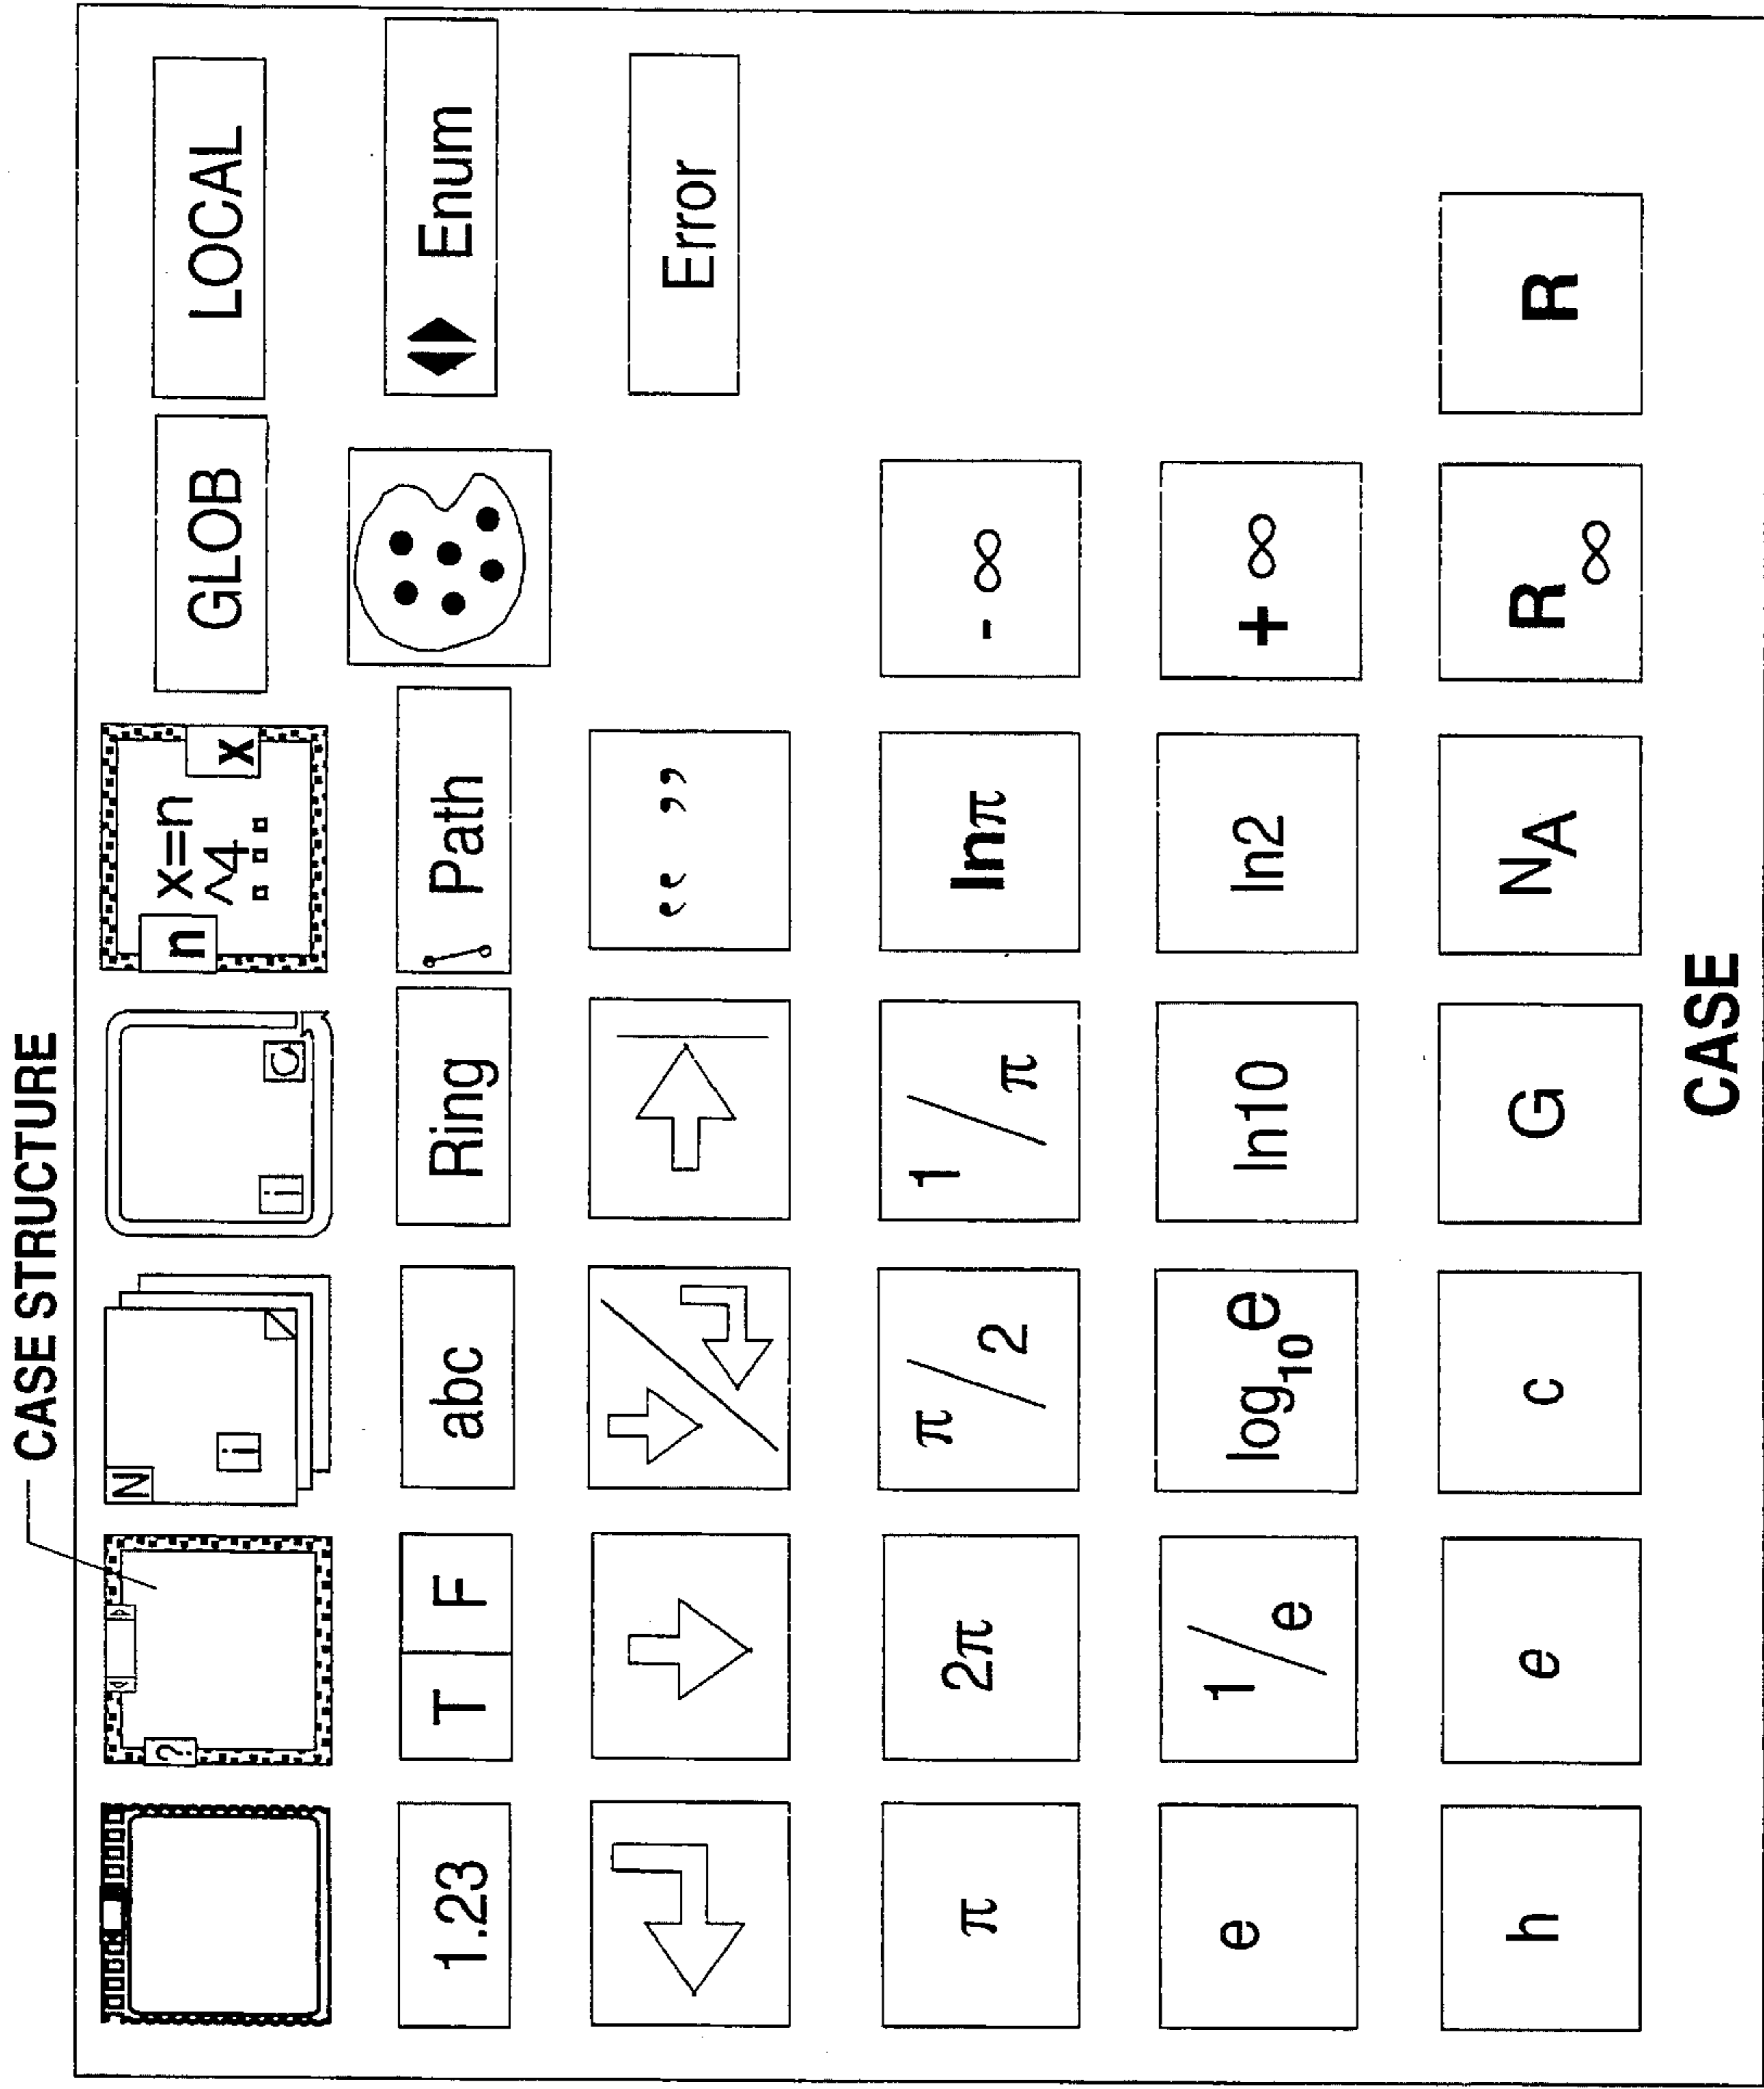 CASE STRUCTURE
? N i i n x=n ^4 x GLOB LOCAL
1.23 T F abc Ring Path Enum
“ ” Error
π 2π π/2 1/π lnπ - ∞
e 1/e log₁₀e ln10 ln2 + ∞
h e c G NA R∞ R
CASE